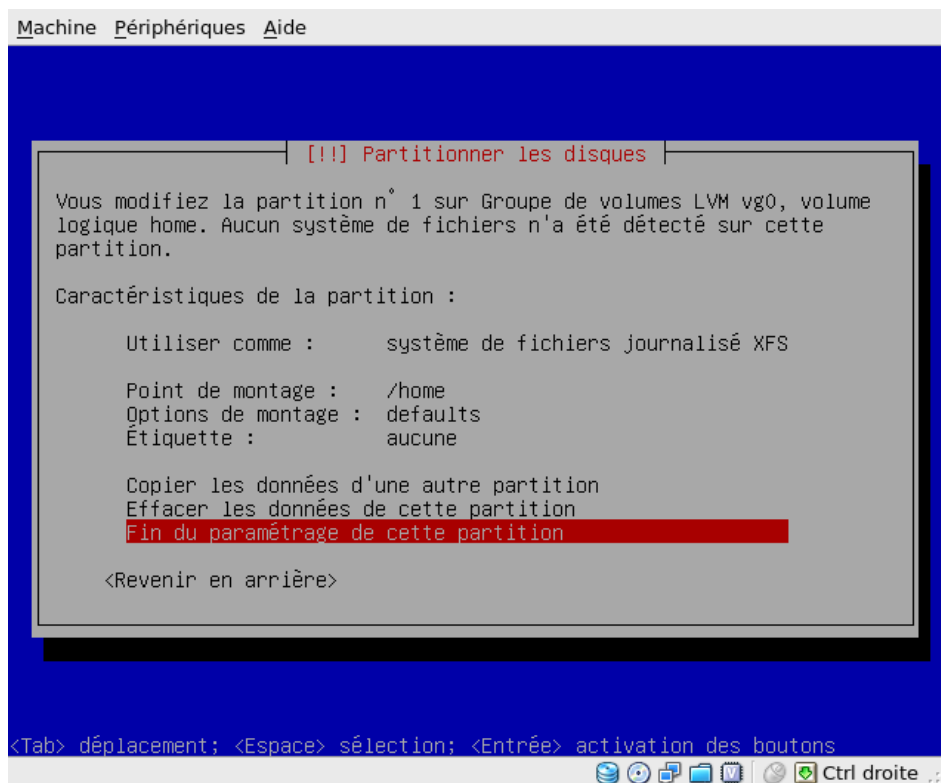 Machine Périphériques Aide
[!!] Partitionner les disques
Vous modifiez la partition n° 1 sur Groupe de volumes LVM vg0, volume
logique home. Aucun système de fichiers n'a été détecté sur cette
partition.
Caractéristiques de la partition :
Utiliser comme : système de fichiers journalisé XFS
Point de montage : /home
Options de montage : defaults
Étiquette : aucune
Copier les données d'une autre partition
Effacer les données de cette partition
Fin du paramétrage de cette partition
<Revenir en arrière>
<Tab> déplacement; <Espace> sélection; <Entrée> activation des boutons
Ctrl droite